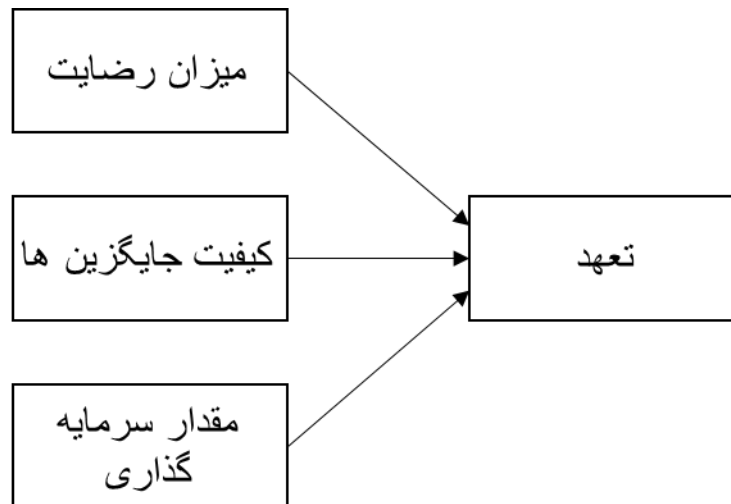 میزان رضایت
کیفیت جایگزین ها
تعهد
مقدار سرمایه
گذاری